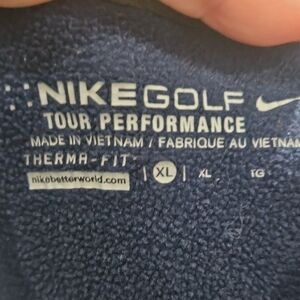 NIKEGOLF
TOUR PERFORMANCE
MADE IN VIETNAM / FABRIQUE AU VIETNAM
THERMA-FIT
nikebetterworld.com | XL | XL TG